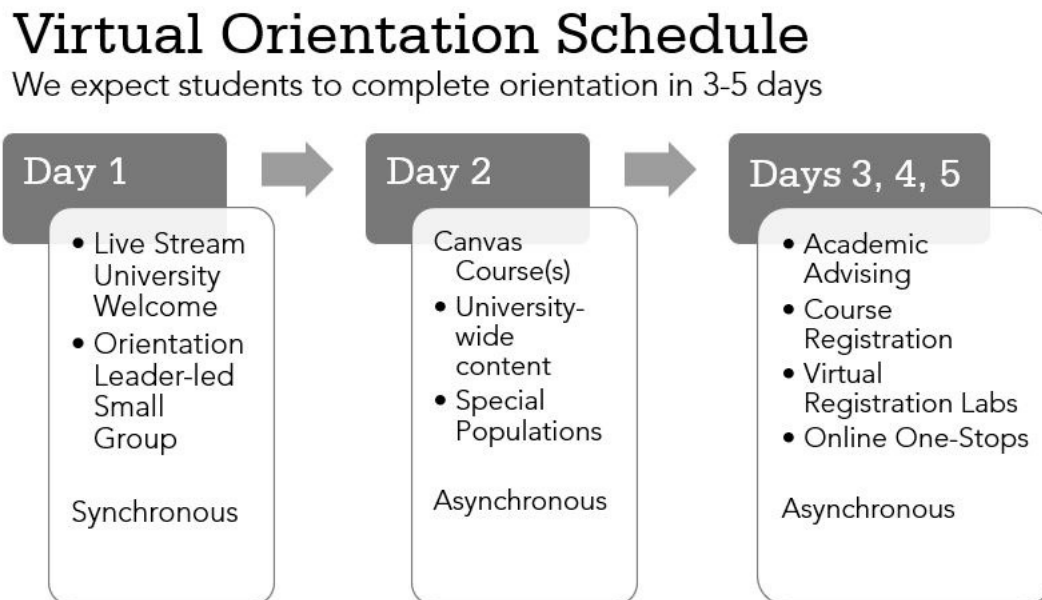 Virtual Orientation Schedule
We expect students to complete orientation in 3-5 days
Day 1
• Live Stream
University
Welcome
• Orientation
Leader-led
Small
Group
Synchronous
Day 2
Canvas
Course(s)
• University-
wide
content
• Special
Populations
Asynchronous
Days 3, 4, 5
• Academic
Advising
• Course
Registration
• Virtual
Registration Labs
• Online One-Stops
Asynchronous